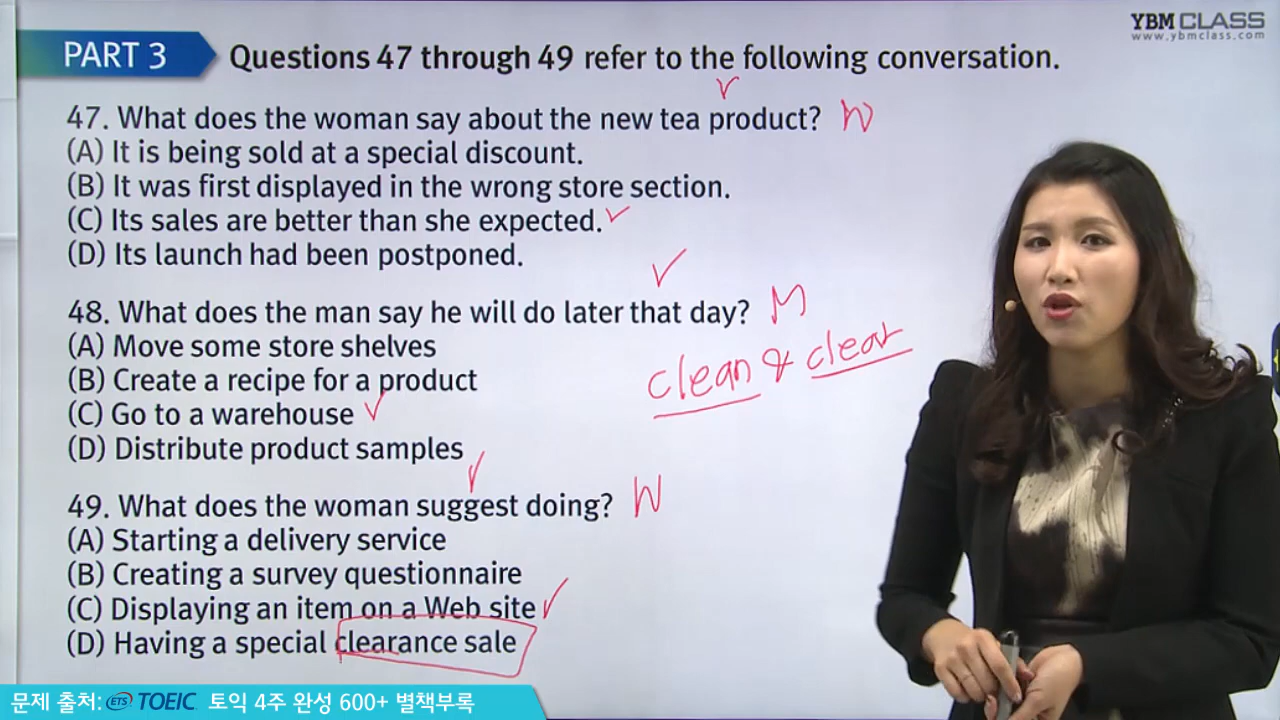 YBM CLASS
www.ybmclass.com
PART 3 Questions 47 through 49 refer to the following conversation.
47. What does the woman say about the new tea product? W
(A) It is being sold at a special discount.
(B) It was first displayed in the wrong store section.
(C) Its sales are better than she expected.
(D) Its launch had been postponed.
48. What does the man say he will do later that day? M
(A) Move some store shelves
(B) Create a recipe for a product
(C) Go to a warehouse
(D) Distribute product samples
clean & clear
49. What does the woman suggest doing? W
(A) Starting a delivery service
(B) Creating a survey questionnaire
(C) Displaying an item on a Web site
(D) Having a special clearance sale
문제 출처: ETS TOEIC 토익 4주 완성 600+ 별책부록